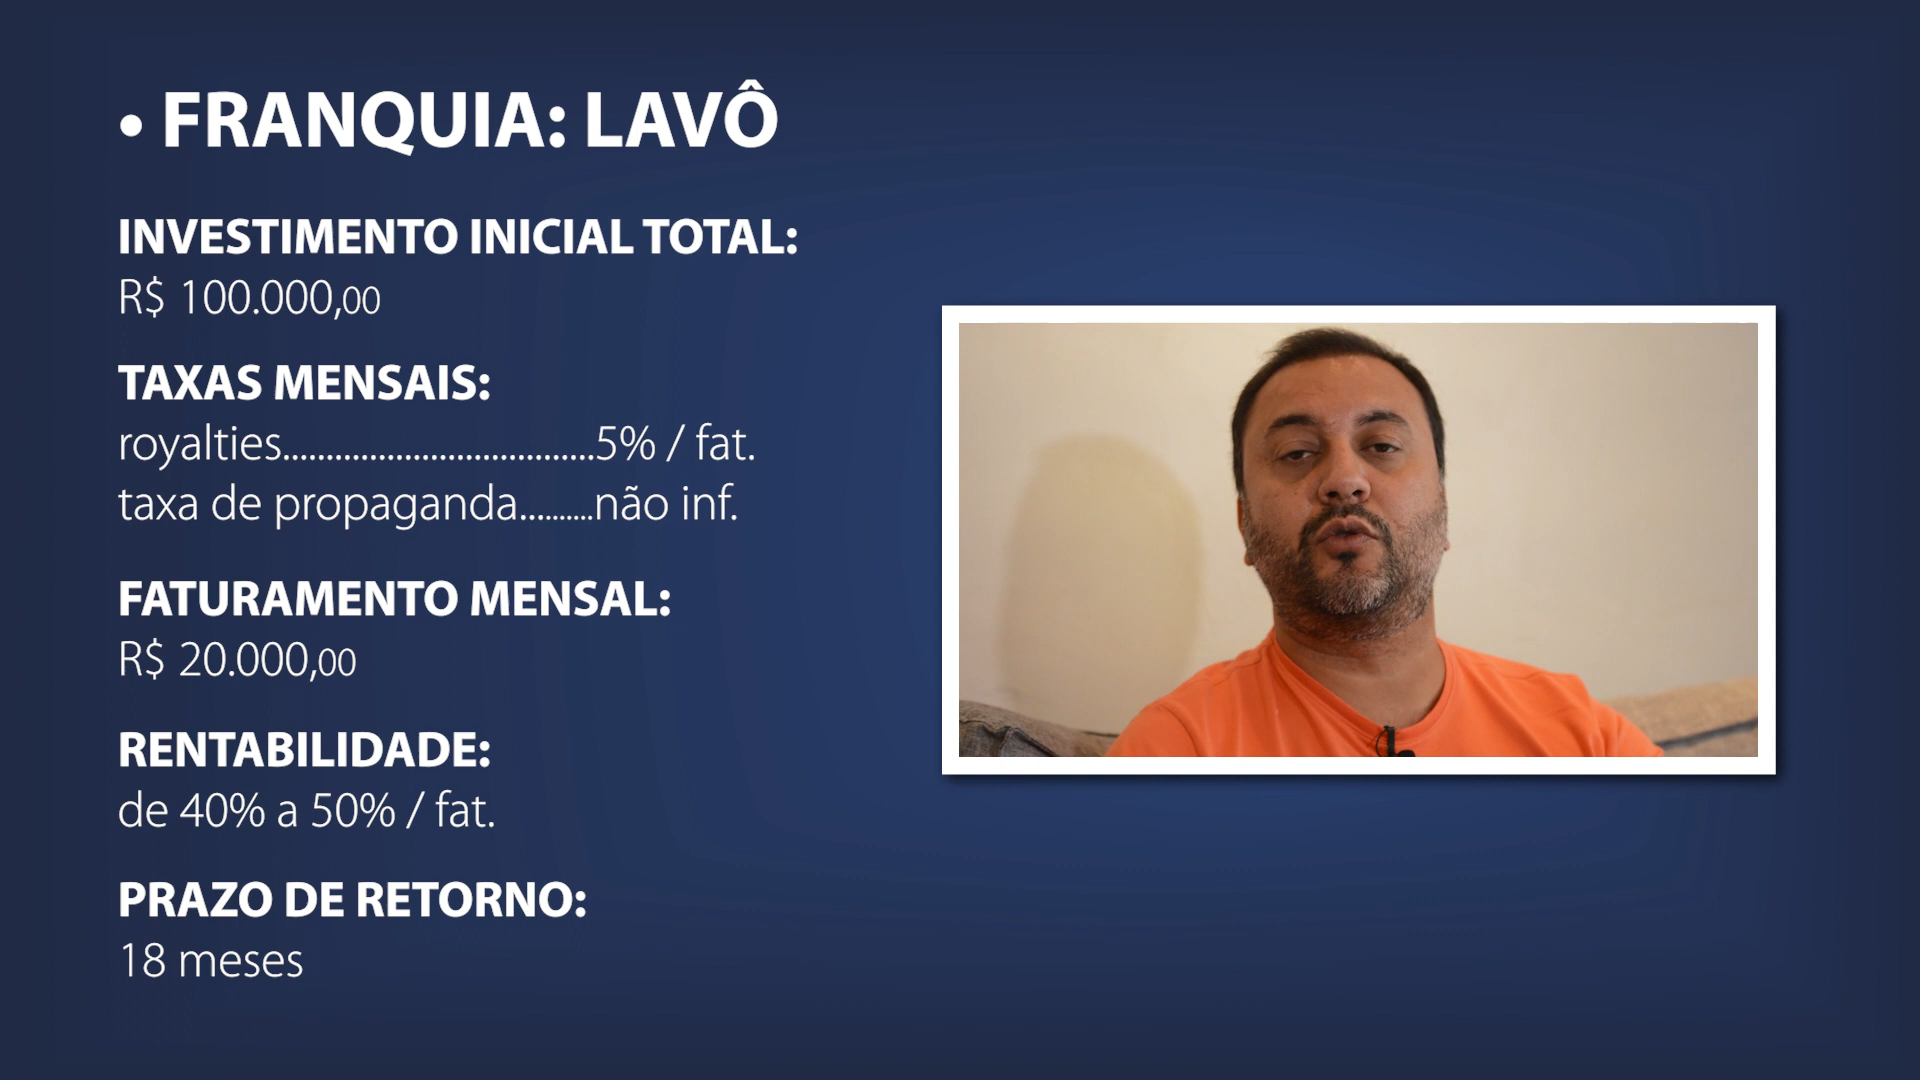 • FRANQUIA: LAVÔ
INVESTIMENTO INICIAL TOTAL:
R$ 100.000,00
TAXAS MENSAIS:
royalties....................................5% / fat.
taxa de propaganda..........não inf.
FATURAMENTO MENSAL:
R$ 20.000,00
RENTABILIDADE:
de 40% a 50% / fat.
PRAZO DE RETORNO:
18 meses